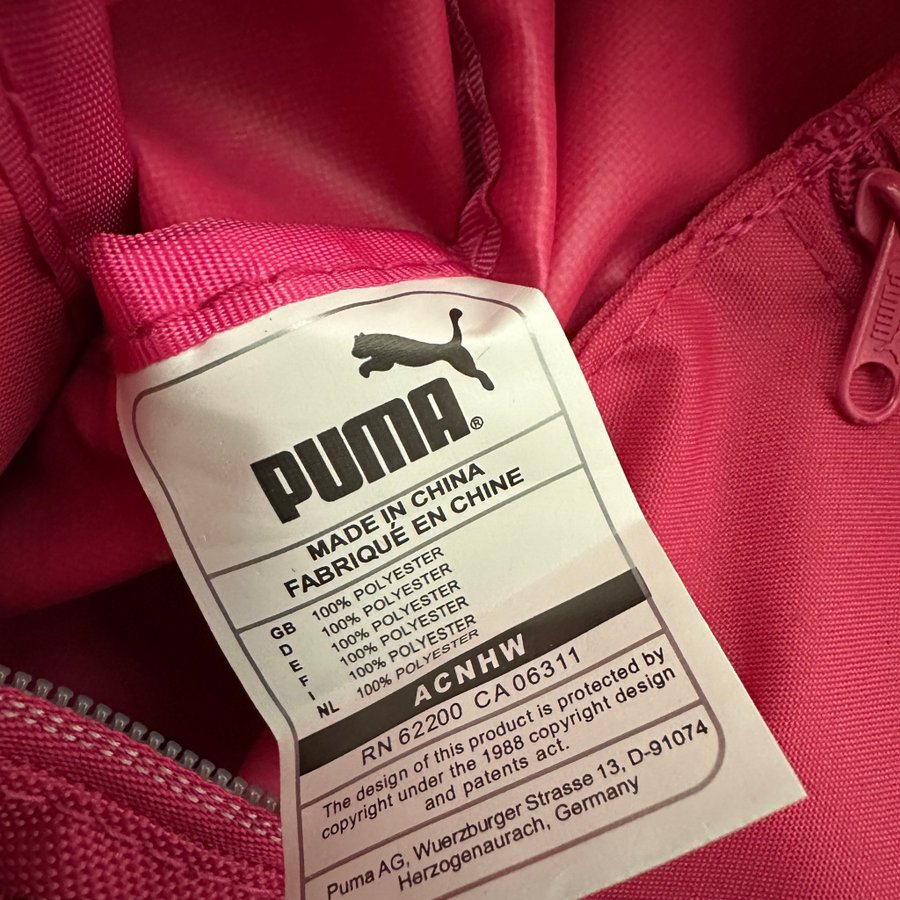 PUMA®
MADE IN CHINA
FABRIQUÉ EN CHINE
GB 100% POLYESTER
D 100% POLYESTER
E 100% POLYESTER
F 100% POLYESTER
I 100% POLYESTER
NL 100% POLYESTER
ACNHW
RN 62200 CA 06311
The design of this product is protected by
copyright under the 1988 copyright design
and patents act.
Puma AG, Wuerzburger Strasse 13, D-91074
Herzogenaurach, Germany
PUMA